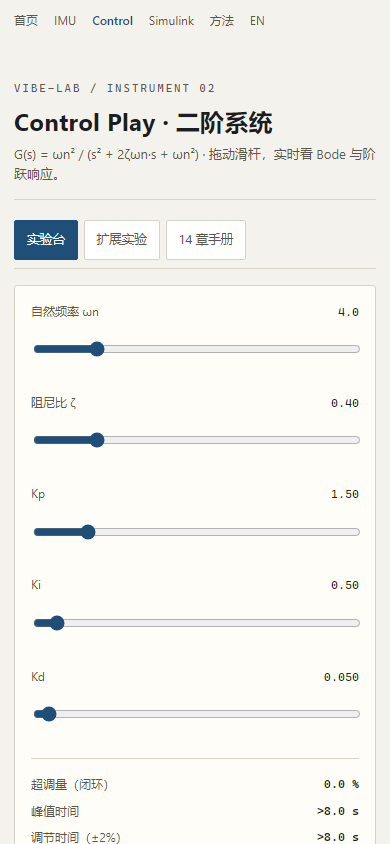 首页 IMU Control Simulink 方法 EN
VIBE-LAB / INSTRUMENT 02
Control Play · 二阶系统
G(s) = ωn² / (s² + 2ζωn·s + ωn²) · 拖动滑杆，实时看 Bode 与阶
跃响应。
实验台 扩展实验 14 章手册
自然频率 ωn 4.0
阻尼比 ζ 0.40
Kp 1.50
Ki 0.50
Kd 0.050
超调量（闭环） 0.0 %
峰值时间 >8.0 s
调节时间（±2%） >8.0 s